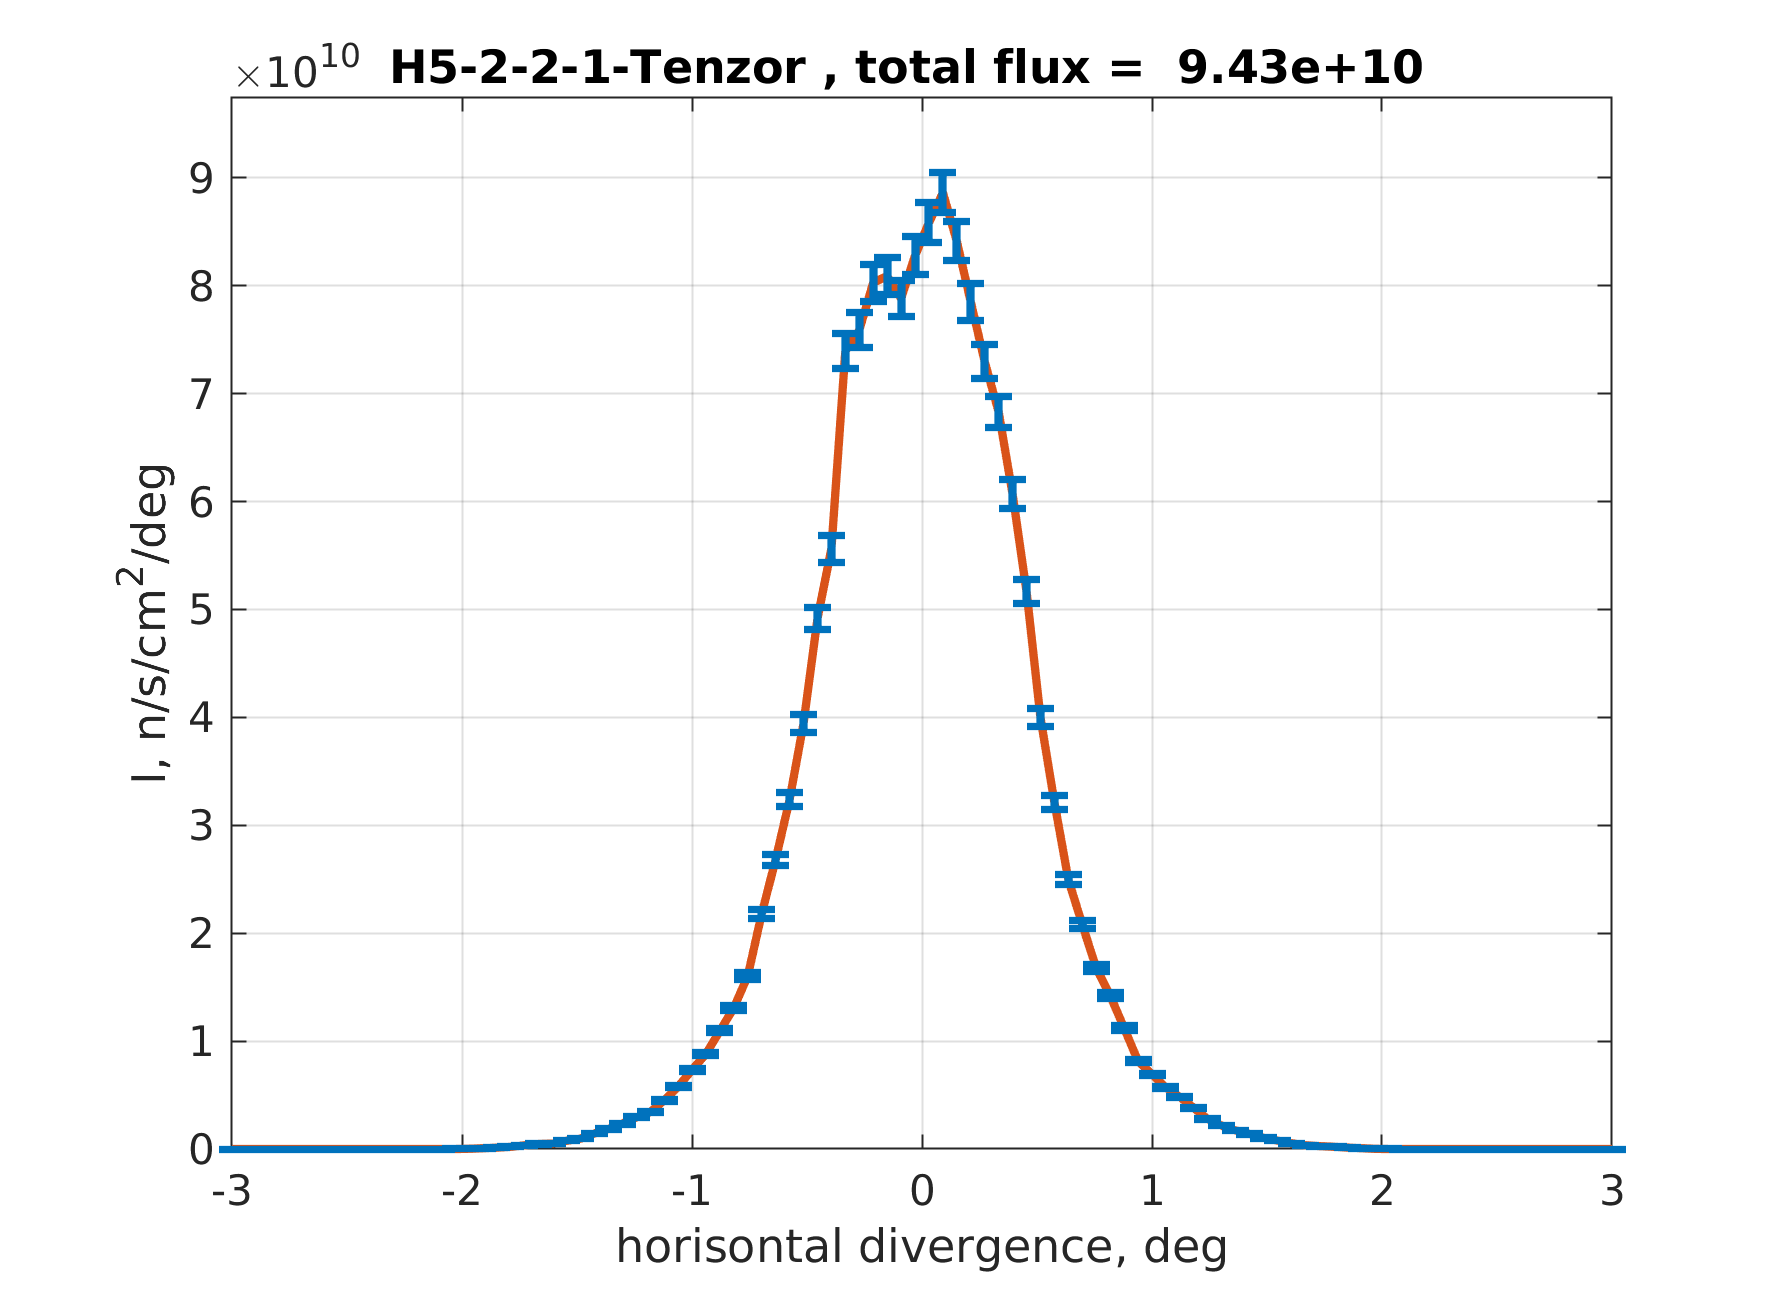 ×10^10 H5-2-2-1-Tenzor , total flux = 9.43e+10
9
8
7
6
5
4
3
2
1
0
I, n/s/cm^2/deg
-3 -2 -1 0 1 2 3
horisontal divergence, deg